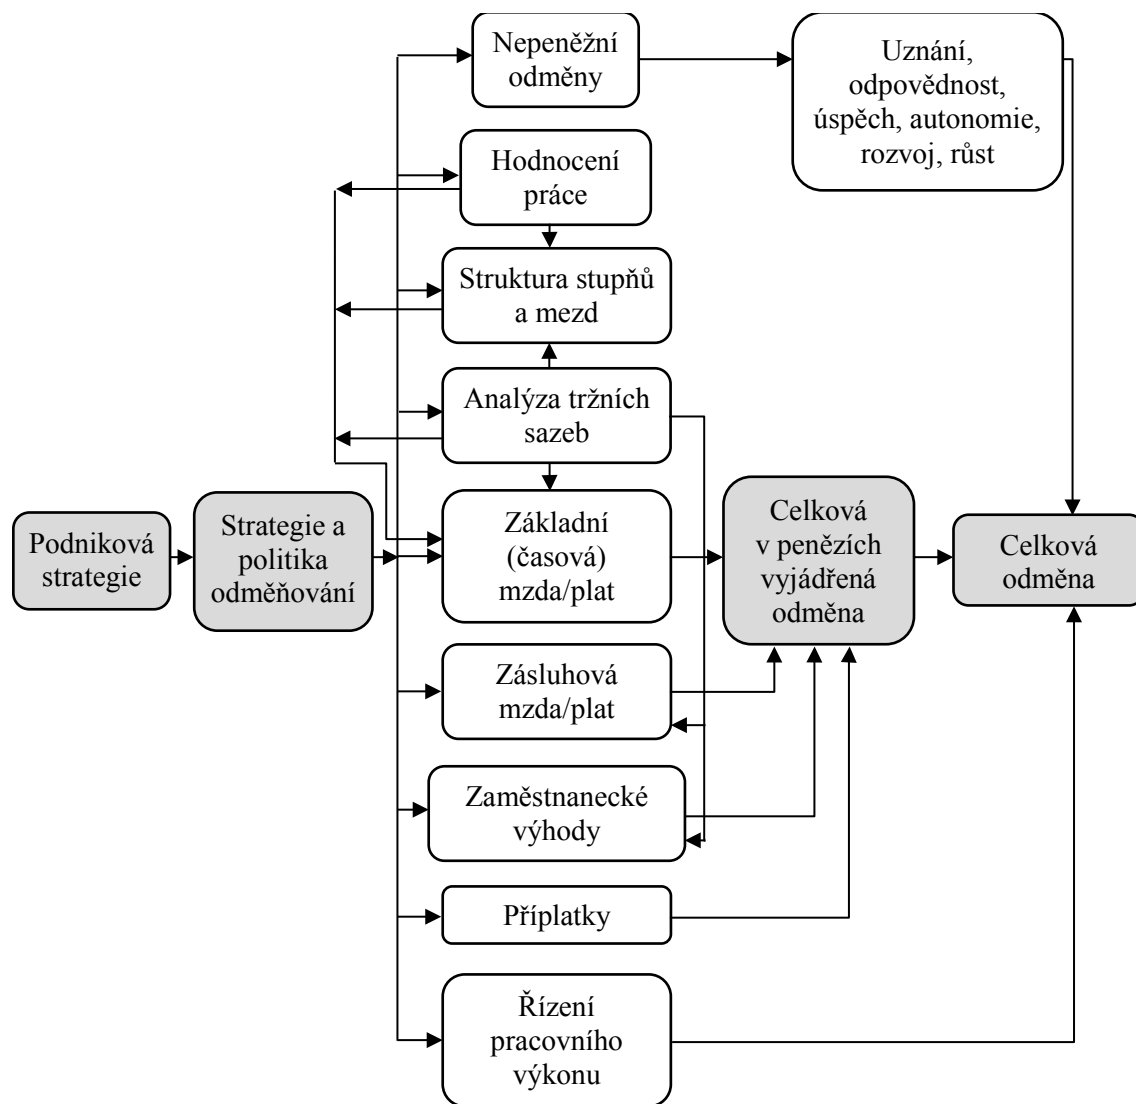 Nepeněžní
odměny
Uznání,
odpovědnost,
úspěch, autonomie,
rozvoj, růst
Hodnocení
práce
Struktura stupňů
a mezd
Analýza tržních
sazeb
Podniková
strategie
Strategie a
politika
odměňování
Základní
(časová)
mzda/plat
Celková
v penězích
vyjádřená
odměna
Celková
odměna
Zásluhová
mzda/plat
Zaměstnanecké
výhody
Příplatky
Řízení
pracovního
výkonu